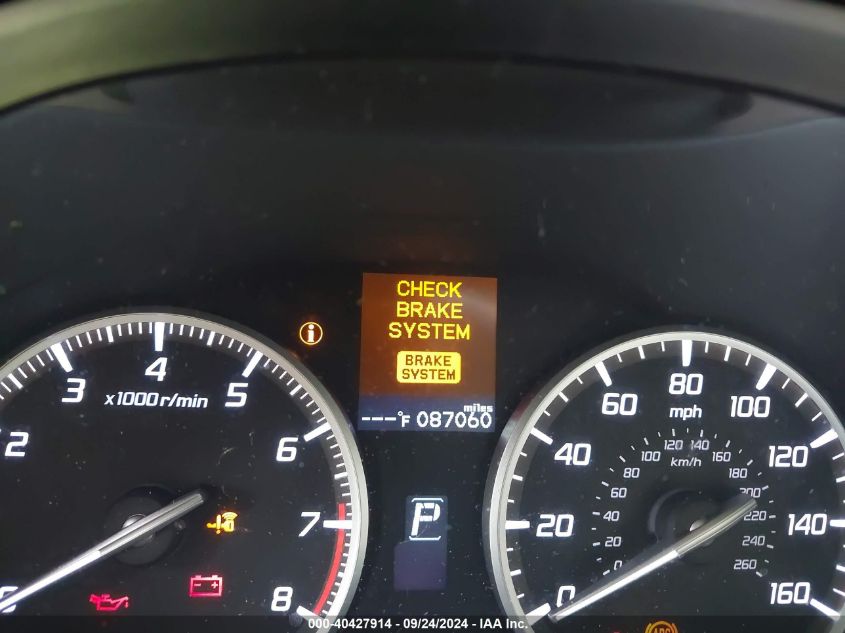 CHECK
BRAKE
SYSTEM
BRAKE
SYSTEM
miles
---°F 087060
2 3 4 5 6 7 8
x1000r/min
P
0 20 40 60 80 100 120 140 160
mph
0 20 40 60 80 100 120 140 160 180 200 220 240 260
km/h
000-40427914 - 09/24/2024 - IAA Inc.